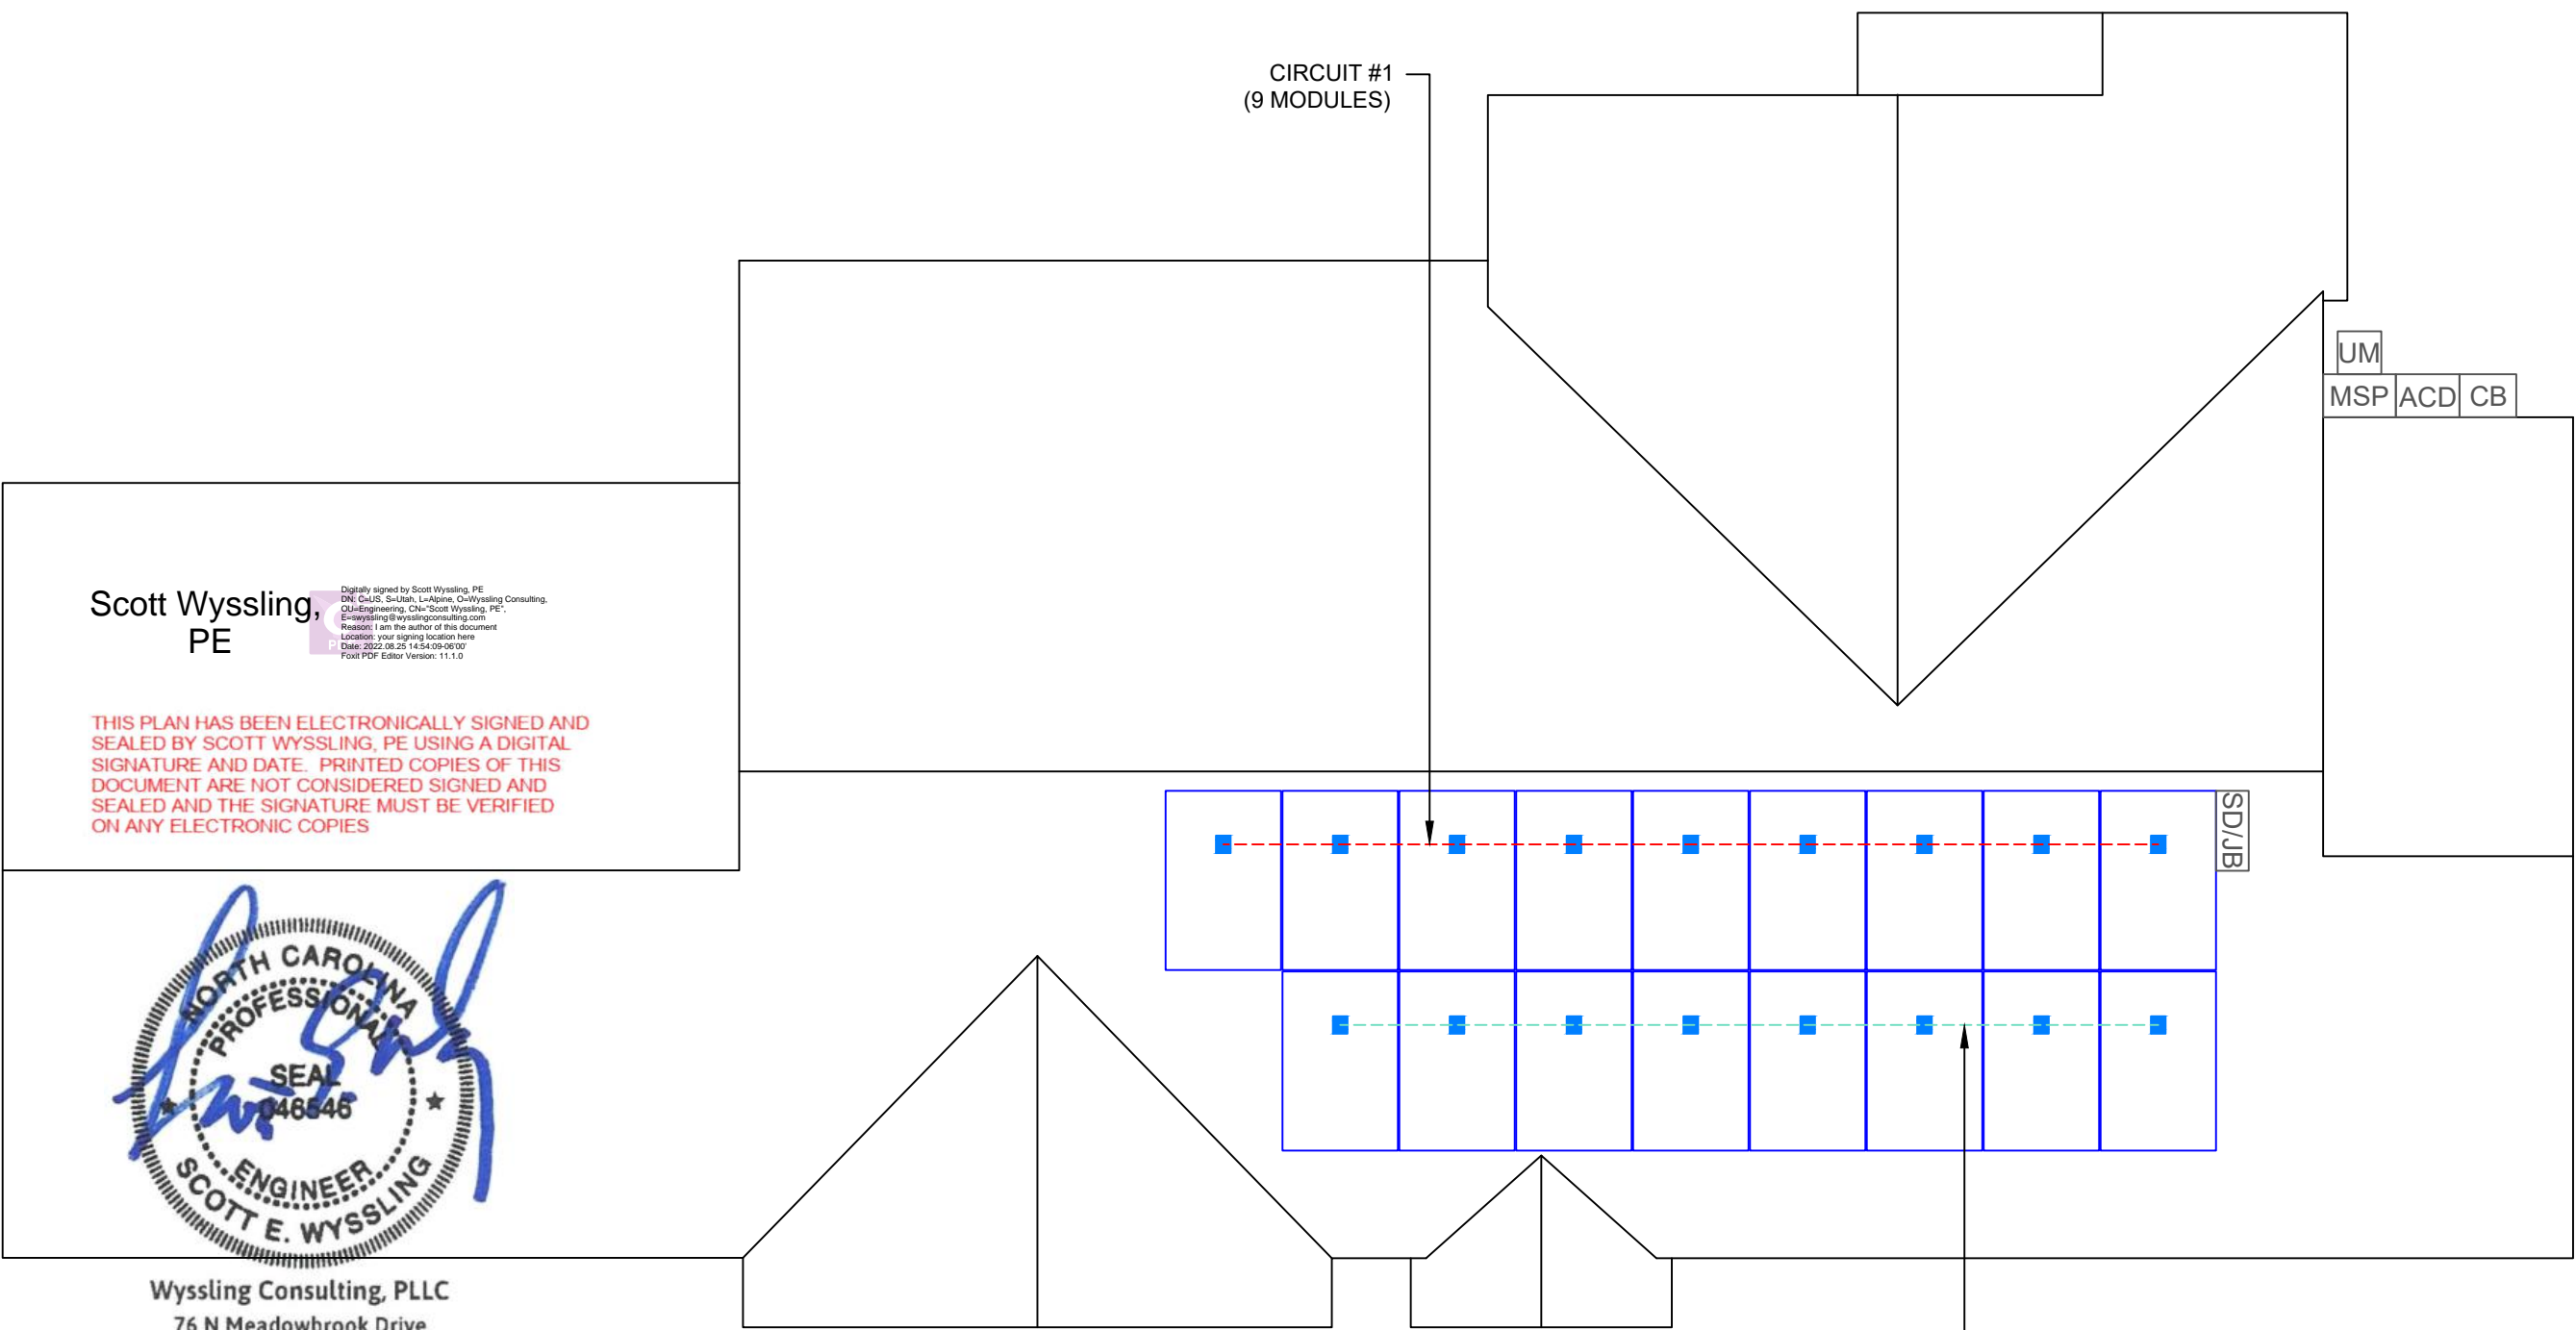 CIRCUIT #1
(9 MODULES)
UM
MSP ACD CB
Scott Wyssling,
PE
Digitally signed by Scott Wyssling, PE
DN: C=US, S=Utah, L=Alpine, O=Wyssling Consulting,
OU=Engineering, CN="Scott Wyssling, PE",
E=swyssling@wysslingconsulting.com
Reason: I am the author of this document
Location: your signing location here
Date: 2022.08.25 14:54:09-06'00'
Foxit PDF Editor Version: 11.1.0
THIS PLAN HAS BEEN ELECTRONICALLY SIGNED AND
SEALED BY SCOTT WYSSLING, PE USING A DIGITAL
SIGNATURE AND DATE. PRINTED COPIES OF THIS
DOCUMENT ARE NOT CONSIDERED SIGNED AND
SEALED AND THE SIGNATURE MUST BE VERIFIED
ON ANY ELECTRONIC COPIES
SD/JB
NORTH CAROLINA
PROFESSIONAL
SEAL
046546
ENGINEER
SCOTT E. WYSSLING
Wyssling Consulting, PLLC
76 N Meadowbrook Drive